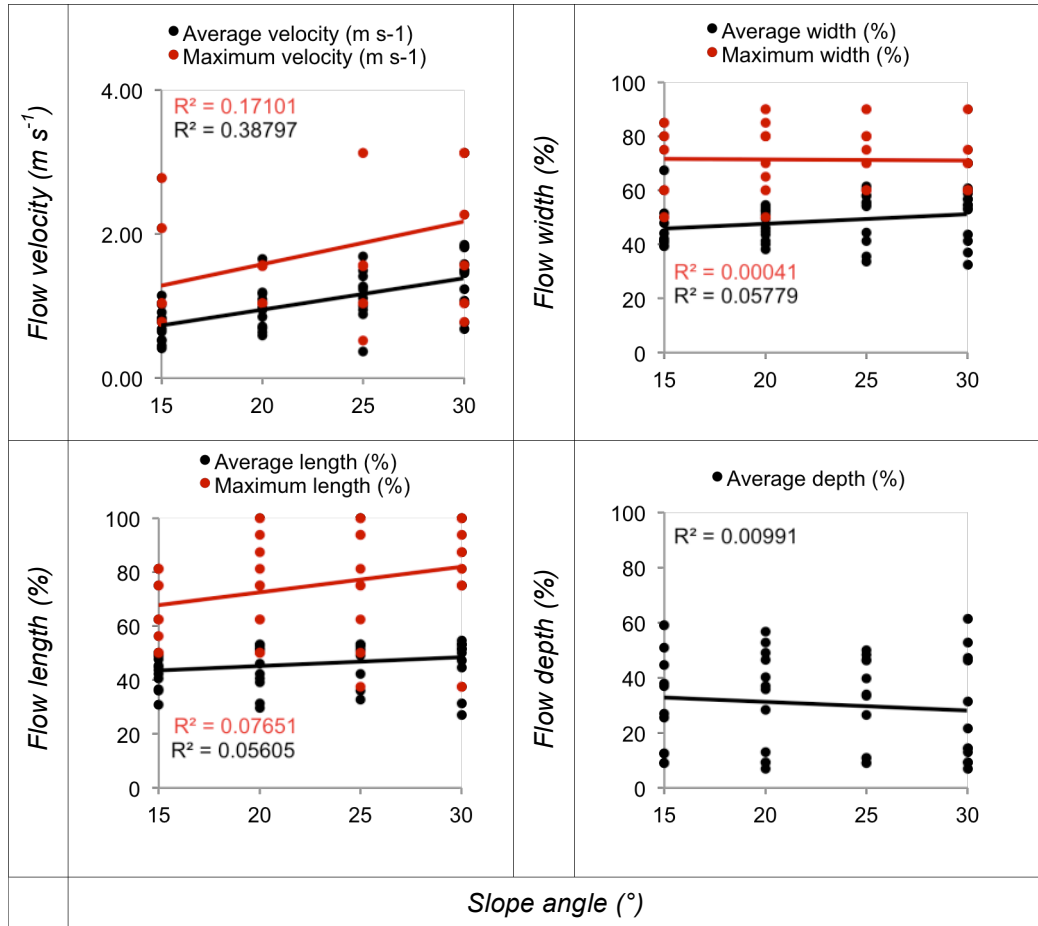 Average velocity (m s-1)
Maximum velocity (m s-1)
4.00
R² = 0.17101
R² = 0.38797
2.00
0.00
15 20 25 30
Flow velocity (m s⁻¹)
Average width (%)
Maximum width (%)
100
80
60
40
R² = 0.00041
R² = 0.05779
20
0
15 20 25 30
Flow width (%)
Average length (%)
Maximum length (%)
100
80
60
40
R² = 0.07651
20
R² = 0.05605
0
15 20 25 30
Flow length (%)
Average depth (%)
100
R² = 0.00991
80
60
40
20
0
15 20 25 30
Flow depth (%)
Slope angle (°)